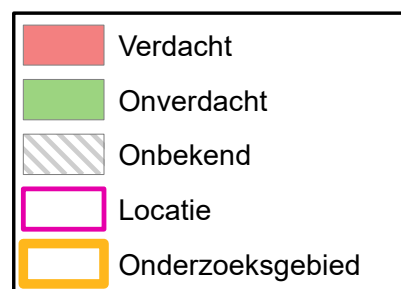 Verdacht
Onverdacht
Onbekend
Locatie
Onderzoeksgebied